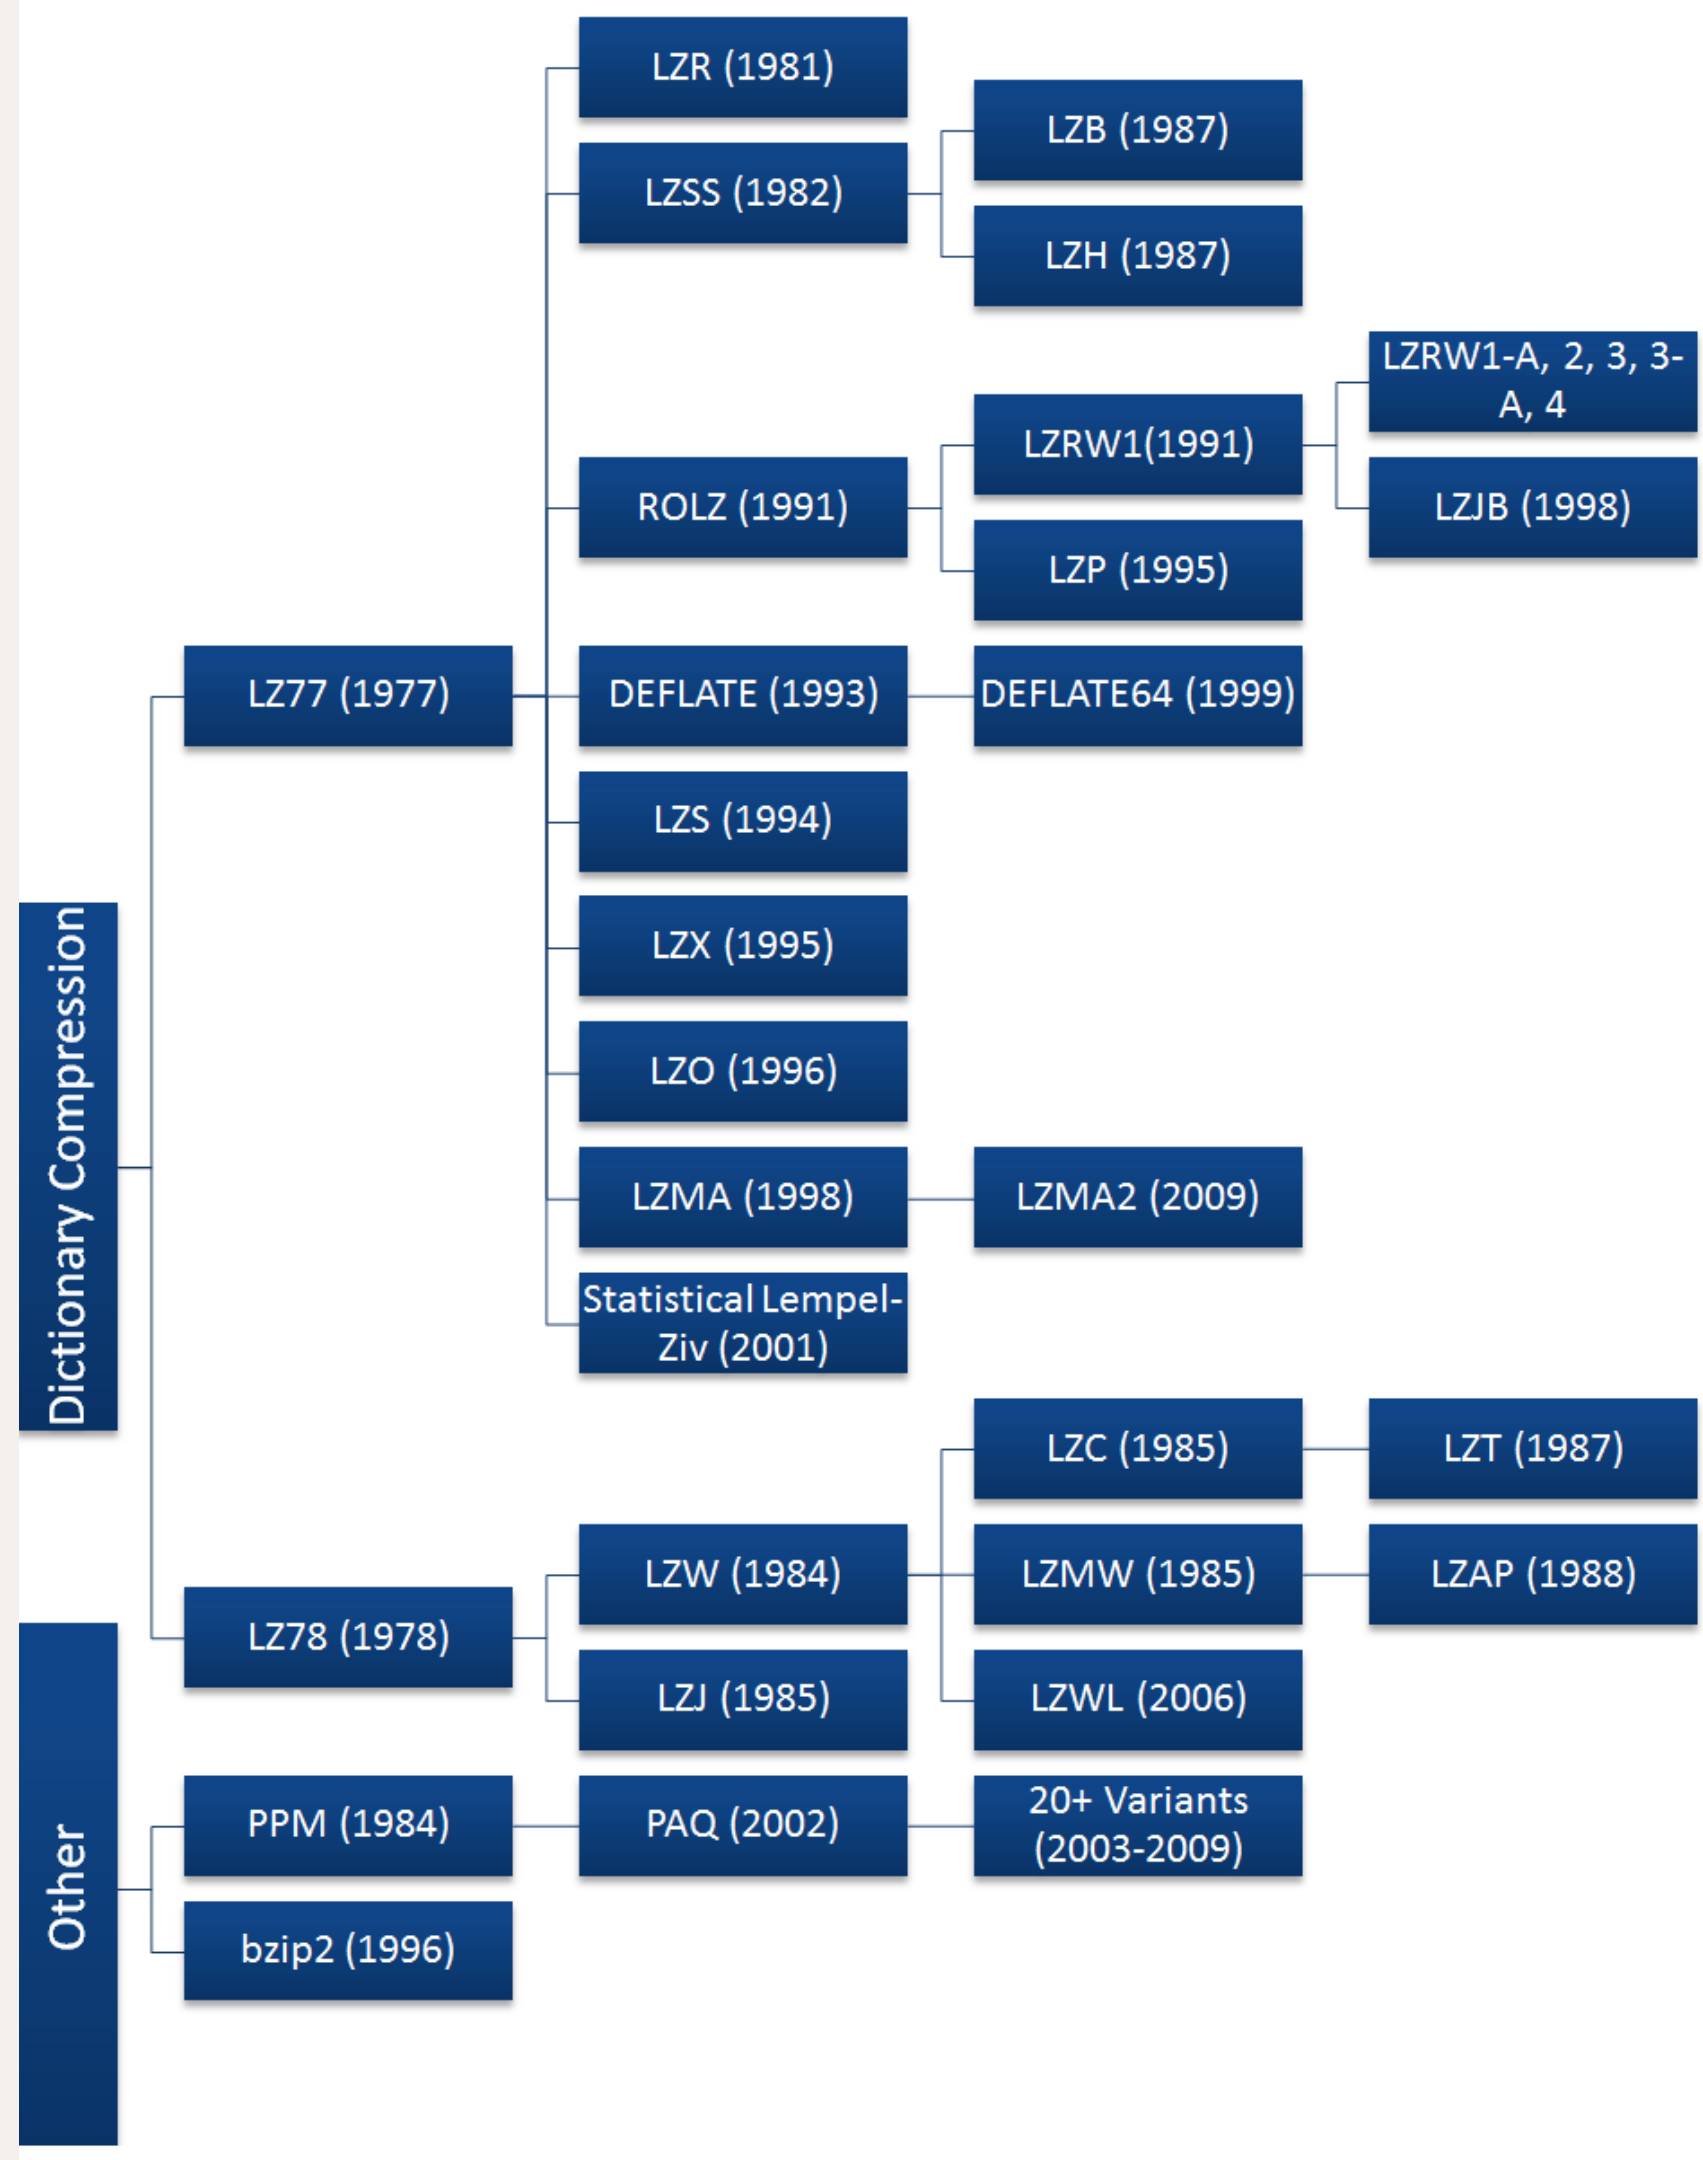 LZR (1981)
LZB (1987)
LZSS (1982)
LZH (1987)
LZRW1-A, 2, 3, 3-
A, 4
LZRW1(1991)
ROLZ (1991)
LZJB (1998)
LZP (1995)
LZ77 (1977)
DEFLATE (1993)
DEFLATE64 (1999)
LZS (1994)
LZX (1995)
Dictionary Compression
LZO (1996)
LZMA (1998)
LZMA2 (2009)
Statistical Lempel-
Ziv (2001)
LZC (1985)
LZT (1987)
LZW (1984)
LZMW (1985)
LZAP (1988)
LZ78 (1978)
LZJ (1985)
LZWL (2006)
Other
PPM (1984)
PAQ (2002)
20+ Variants
(2003-2009)
bzip2 (1996)